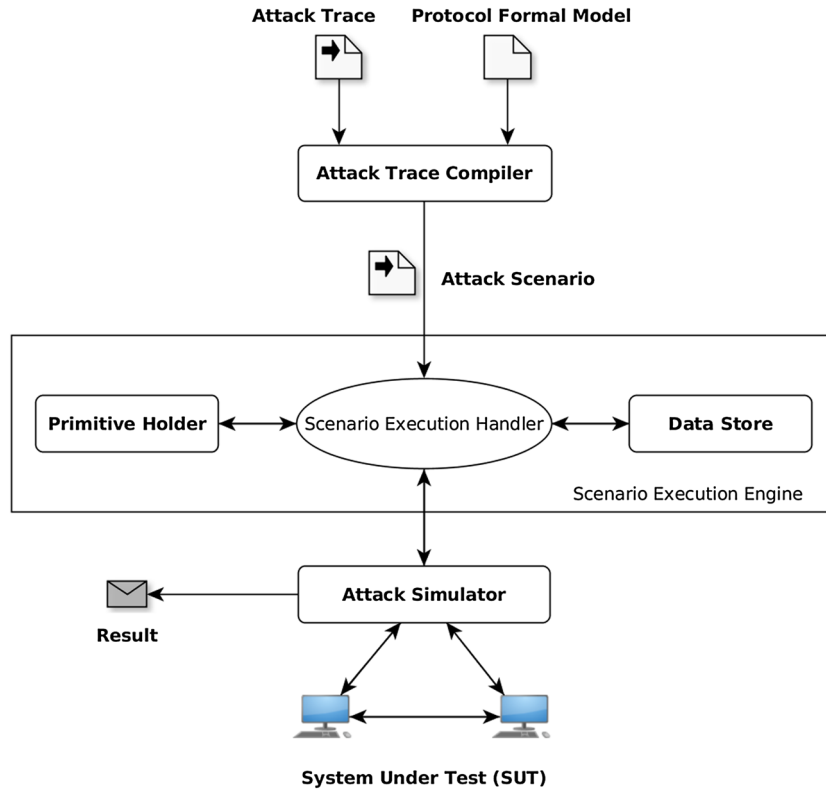 Attack Trace
Protocol Formal Model
Attack Trace Compiler
Attack Scenario
Primitive Holder
Scenario Execution Handler
Data Store
Scenario Execution Engine
Attack Simulator
Result
System Under Test (SUT)